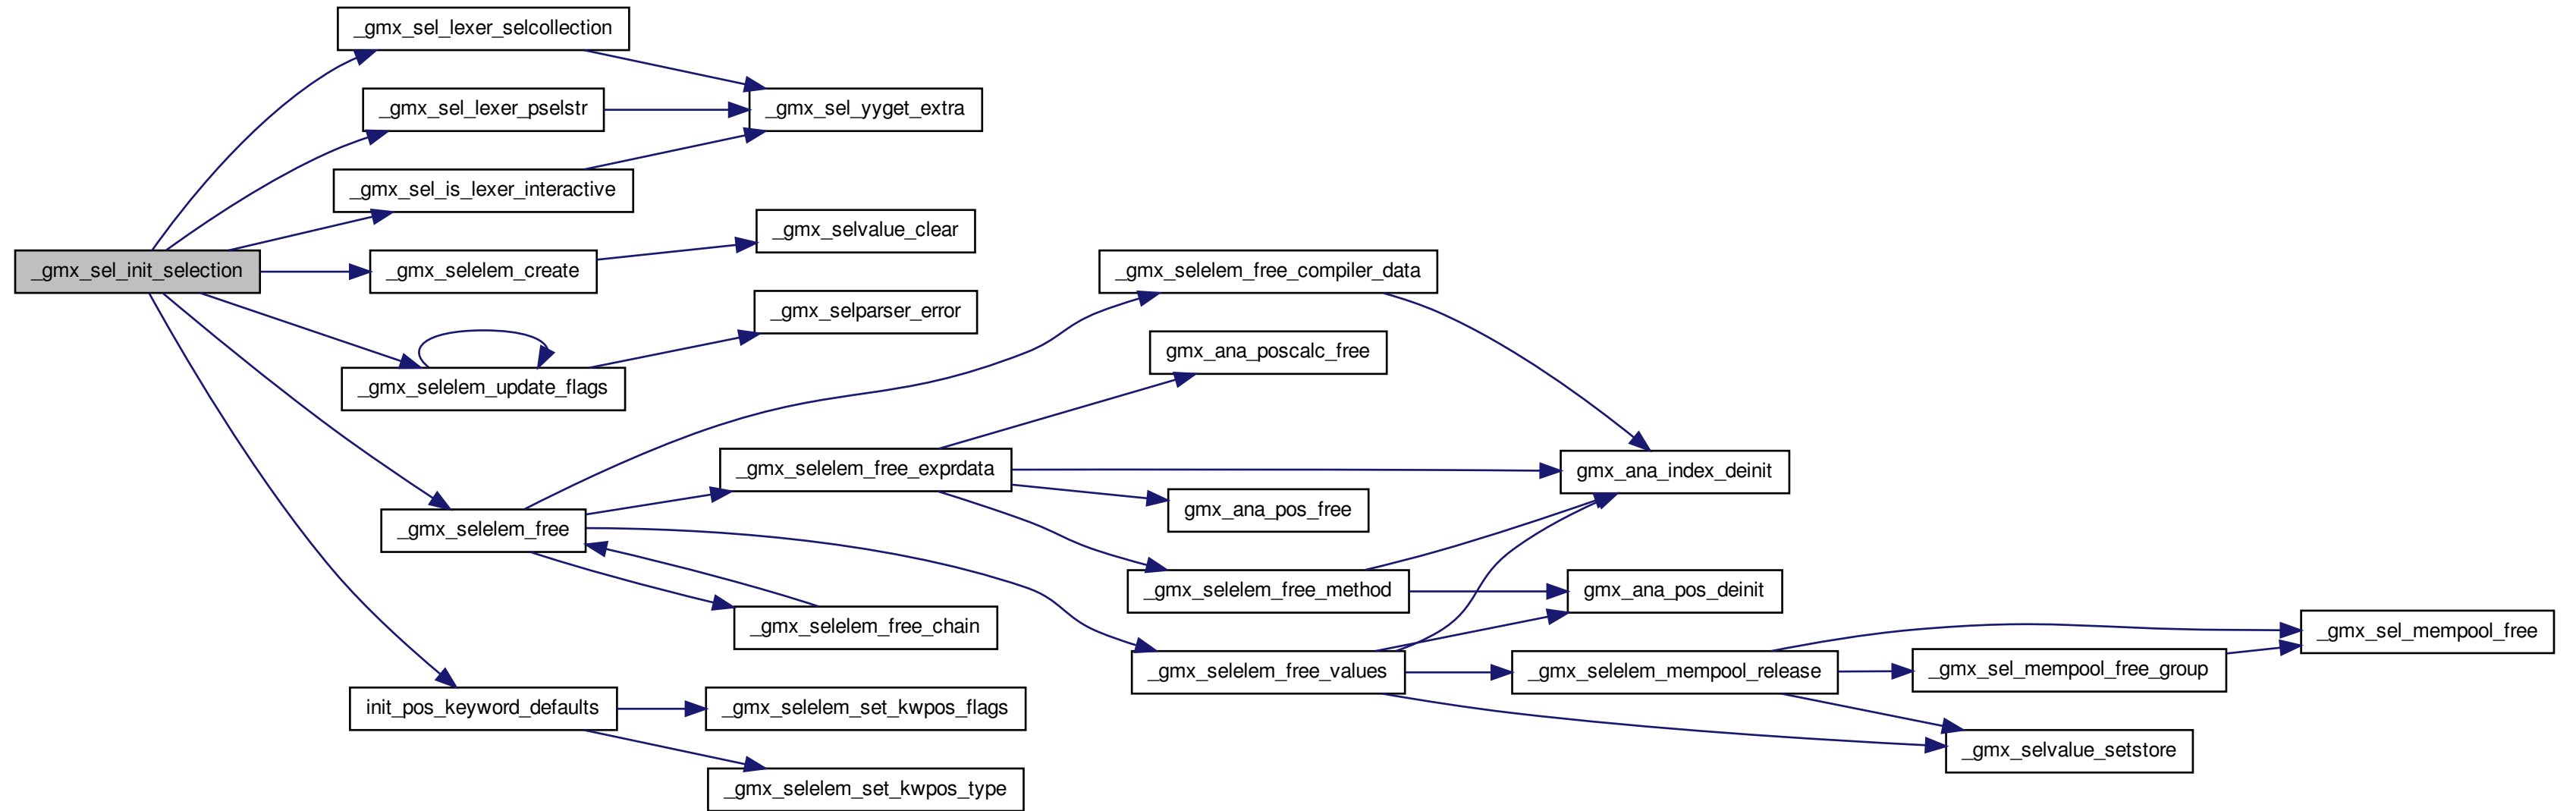 _gmx_sel_lexer_selcollection
_gmx_sel_lexer_pselstr
_gmx_sel_yyget_extra
_gmx_sel_is_lexer_interactive
_gmx_selvalue_clear
_gmx_sel_init_selection
_gmx_selelem_create
_gmx_selelem_free_compiler_data
_gmx_selparser_error
gmx_ana_poscalc_free
_gmx_selelem_update_flags
_gmx_selelem_free_exprdata
gmx_ana_index_deinit
gmx_ana_pos_free
_gmx_selelem_free
_gmx_selelem_free_method
gmx_ana_pos_deinit
_gmx_selelem_free_chain
_gmx_sel_mempool_free
_gmx_selelem_free_values
_gmx_selelem_mempool_release
_gmx_sel_mempool_free_group
init_pos_keyword_defaults
_gmx_selelem_set_kwpos_flags
_gmx_selvalue_setstore
_gmx_selelem_set_kwpos_type